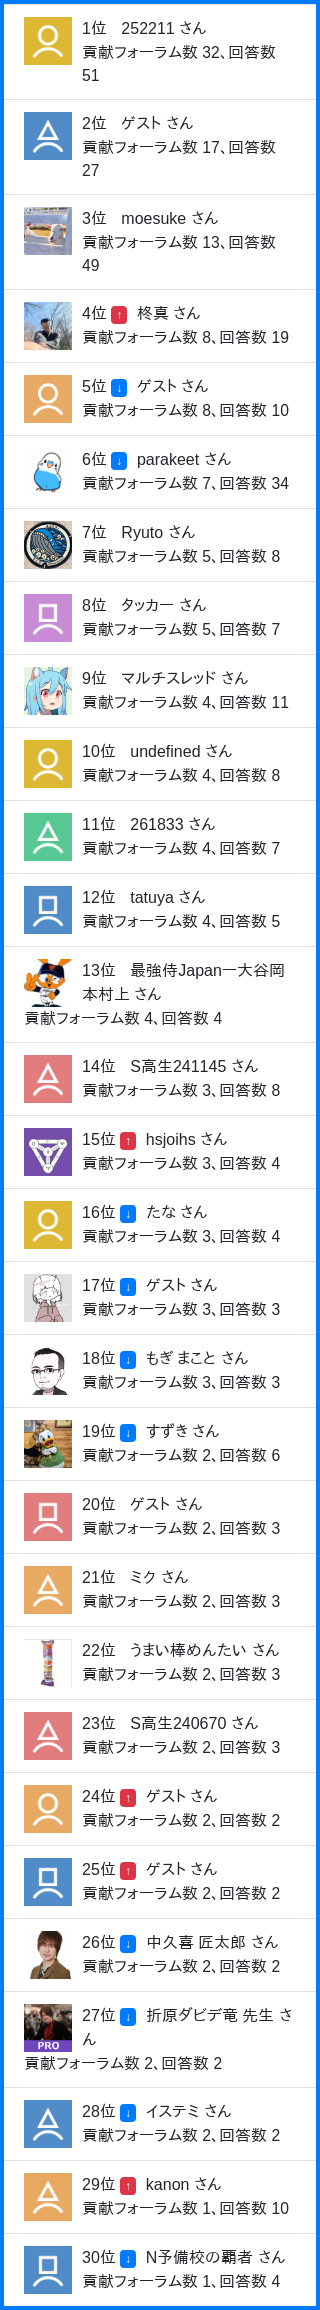 1位 252211 さん
貢献フォーラム数 32、回答数
51
2位 ゲスト さん
貢献フォーラム数 17、回答数
27
3位 moesuke さん
貢献フォーラム数 13、回答数
49
4位 ↑ 柊真 さん
貢献フォーラム数 8、回答数 19
5位 ↓ ゲスト さん
貢献フォーラム数 8、回答数 10
6位 ↓ parakeet さん
貢献フォーラム数 7、回答数 34
7位 Ryuto さん
貢献フォーラム数 5、回答数 8
8位 タッカー さん
貢献フォーラム数 5、回答数 7
9位 マルチスレッド さん
貢献フォーラム数 4、回答数 11
10位 undefined さん
貢献フォーラム数 4、回答数 8
11位 261833 さん
貢献フォーラム数 4、回答数 7
12位 tatuya さん
貢献フォーラム数 4、回答数 5
13位 最強侍Japan一大谷岡
本村上 さん
貢献フォーラム数 4、回答数 4
14位 S高生241145 さん
貢献フォーラム数 3、回答数 8
15位 ↑ hsjoihs さん
貢献フォーラム数 3、回答数 4
16位 ↓ たな さん
貢献フォーラム数 3、回答数 4
17位 ↓ ゲスト さん
貢献フォーラム数 3、回答数 3
18位 ↓ もぎ まこと さん
貢献フォーラム数 3、回答数 3
19位 ↓ すずき さん
貢献フォーラム数 2、回答数 6
20位 ゲスト さん
貢献フォーラム数 2、回答数 3
21位 ミク さん
貢献フォーラム数 2、回答数 3
22位 うまい棒めんたい さん
貢献フォーラム数 2、回答数 3
23位 S高生240670 さん
貢献フォーラム数 2、回答数 3
24位 ↑ ゲスト さん
貢献フォーラム数 2、回答数 2
25位 ↑ ゲスト さん
貢献フォーラム数 2、回答数 2
26位 ↓ 中久喜 匠太郎 さん
貢献フォーラム数 2、回答数 2
27位 ↓ 折原ダビデ竜 先生 さ
ん
PRO
貢献フォーラム数 2、回答数 2
28位 ↓ イステミ さん
貢献フォーラム数 2、回答数 2
29位 ↑ kanon さん
貢献フォーラム数 1、回答数 10
30位 ↓ N予備校の覇者 さん
貢献フォーラム数 1、回答数 4